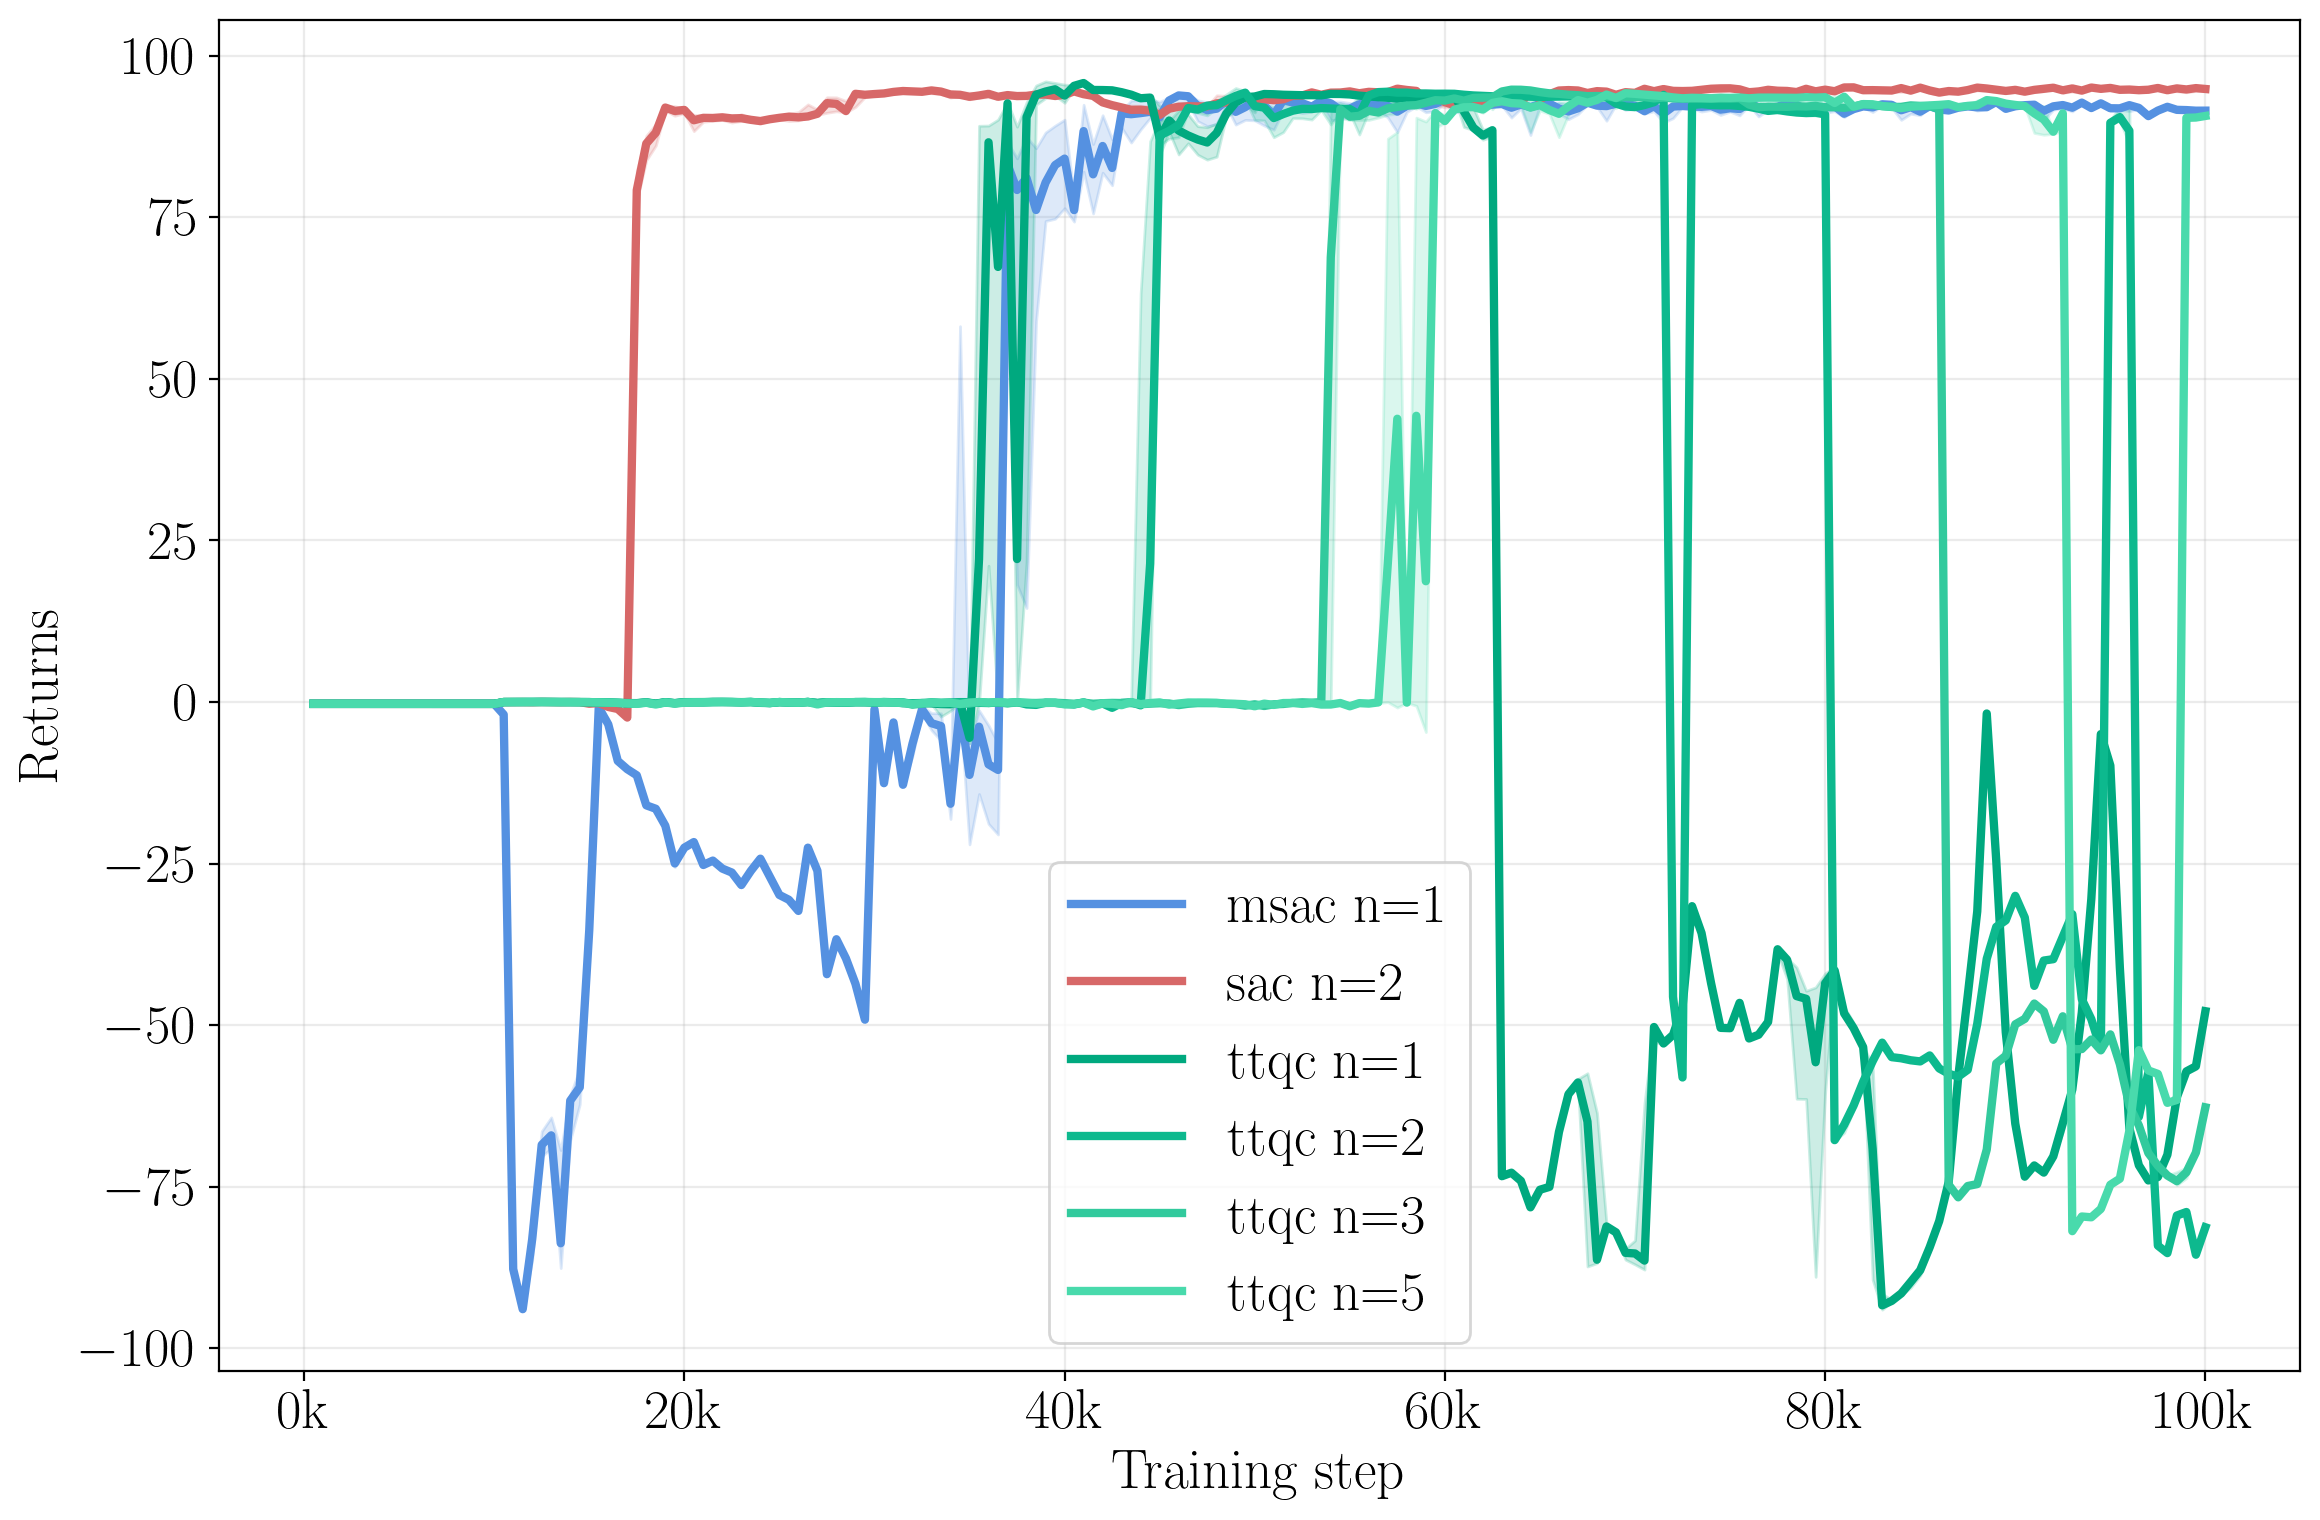 100
75
50
25
0
−25
−50
−75
−100
Returns
msac n=1
sac n=2
ttqc n=1
ttqc n=2
ttqc n=3
ttqc n=5
0k 20k 40k 60k 80k 100k
Training step